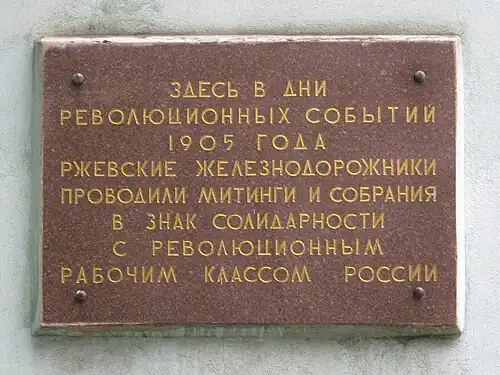 ЗДЕСЬ В ДНИ
РЕВОЛЮЦИОННЫХ СОБЫТИЙ
1905 ГОДА
РЖЕВСКИЕ ЖЕЛЕЗНОДОРОЖНИКИ
ПРОВОДИЛИ МИТИНГИ И СОБРАНИЯ
В ЗНАК СОЛИДАРНОСТИ
С РЕВОЛЮЦИОННЫМ
РАБОЧИМ КЛАССОМ РОССИИ